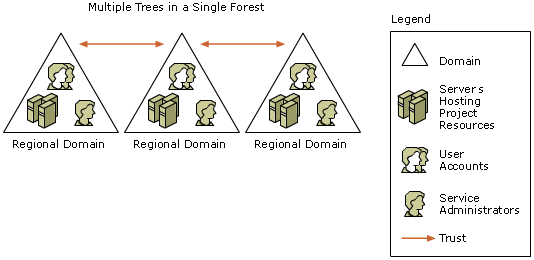 Multiple Trees in a Single Forest
Regional Domain
Regional Domain
Regional Domain
Legend
Domain
Servers
Hosting
Project
Resources
User
Accounts
Service
Administrators
Trust